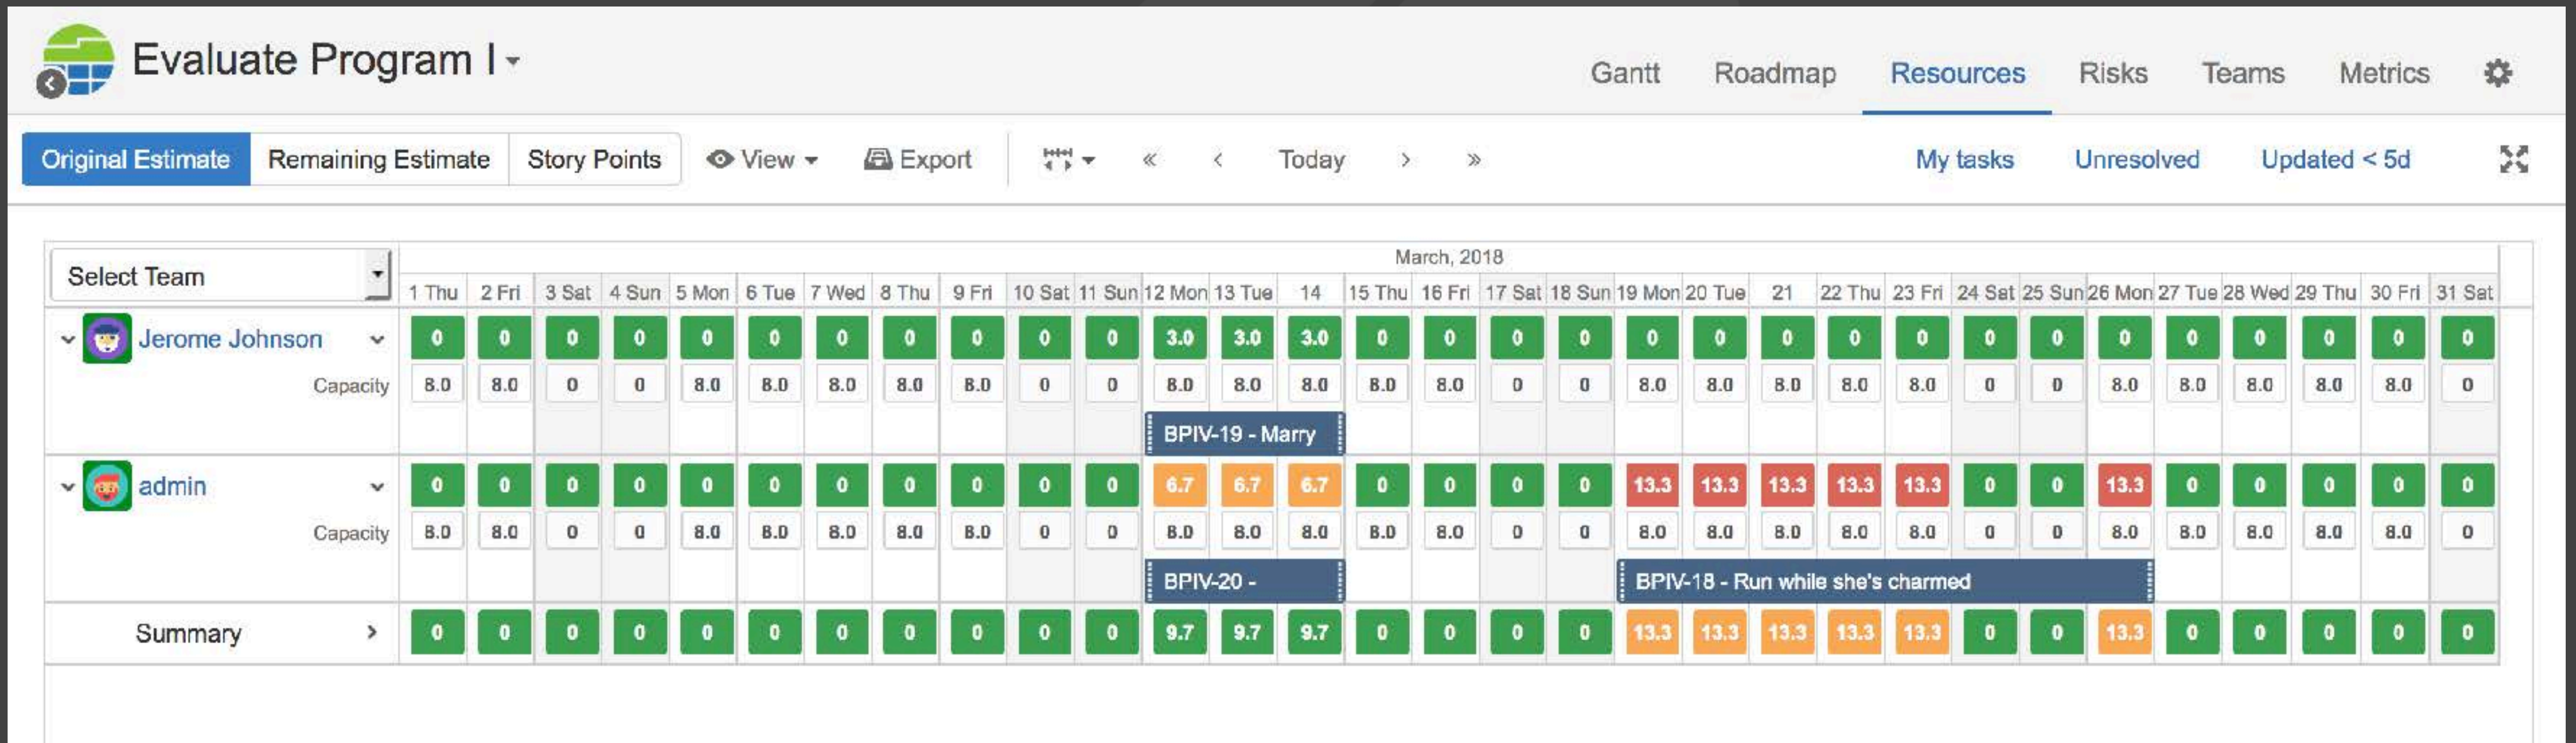 Evaluate Program I
Gantt Roadmap Resources Risks Teams Metrics
Original Estimate Remaining Estimate Story Points View Export Today My tasks Unresolved Updated < 5d
March, 2018
Select Team
1 Thu 2 Fri 3 Sat 4 Sun 5 Mon 6 Tue 7 Wed 8 Thu 9 Fri 10 Sat 11 Sun 12 Mon 13 Tue 14 15 Thu 16 Fri 17 Sat 18 Sun 19 Mon 20 Tue 21 22 Thu 23 Fri 24 Sat 25 Sun 26 Mon 27 Tue 28 Wed 29 Thu 30 Fri 31 Sat
Jerome Johnson 0 0 0 0 0 0 0 0 0 0 0 3.0 3.0 3.0 0 0 0 0 0 0 0 0 0 0 0 0 0 0 0 0 0
Capacity 8.0 8.0 0 0 8.0 8.0 8.0 8.0 8.0 0 0 8.0 8.0 8.0 8.0 8.0 0 0 8.0 8.0 8.0 8.0 8.0 0 0 8.0 8.0 8.0 8.0 8.0 0
BPIV-19 - Marry
admin 0 0 0 0 0 0 0 0 0 0 0 6.7 6.7 6.7 0 0 0 0 13.3 13.3 13.3 13.3 13.3 0 0 13.3 0 0 0 0 0
Capacity 8.0 8.0 0 0 8.0 8.0 8.0 8.0 8.0 0 0 8.0 8.0 8.0 8.0 8.0 0 0 8.0 8.0 8.0 8.0 8.0 0 0 8.0 8.0 8.0 8.0 8.0 0
BPIV-20 - BPIV-18 - Run while she's charmed
Summary 0 0 0 0 0 0 0 0 0 0 0 9.7 9.7 9.7 0 0 0 0 13.3 13.3 13.3 13.3 13.3 0 0 13.3 0 0 0 0 0